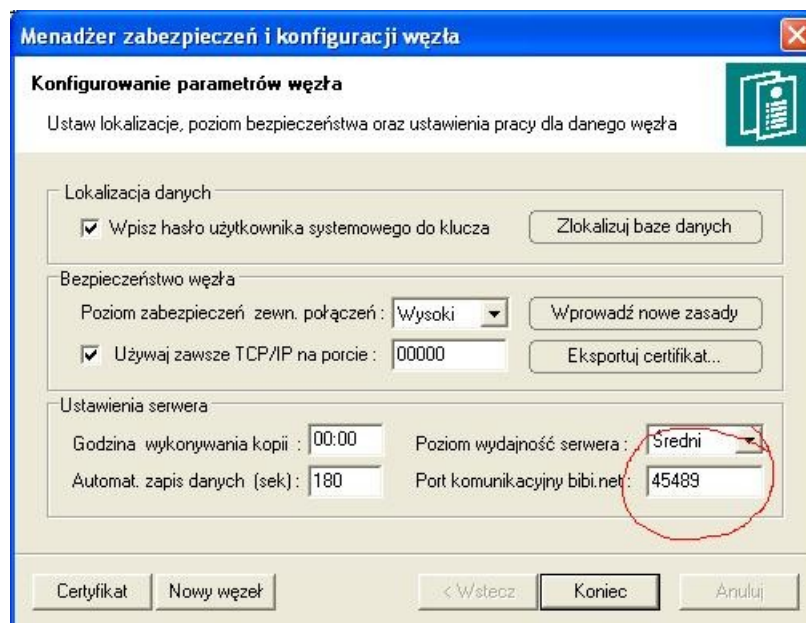 Menadżer zabezpieczeń i konfiguracji węzła
Konfigurowanie parametrów węzła
Ustaw lokalizacje, poziom bezpieczeństwa oraz ustawienia pracy dla danego węzła
Lokalizacja danych
Wpisz hasło użytkownika systemowego do klucza Zlokalizuj baze danych
Bezpieczeństwo węzła
Poziom zabezpieczeń zewn. połączeń : Wysoki Wprowadź nowe zasady
Używaj zawsze TCP/IP na porcie : 00000 Eksportuj certifikat...
Ustawienia serwera
Godzina wykonywania kopii : 00:00 Poziom wydajność serwera : Średni
Automat. zapis danych (sek) : 180 Port komunikacyjny bibi.net : 45489
Certyfikat Nowy węzeł < Wstecz Koniec Anuluj